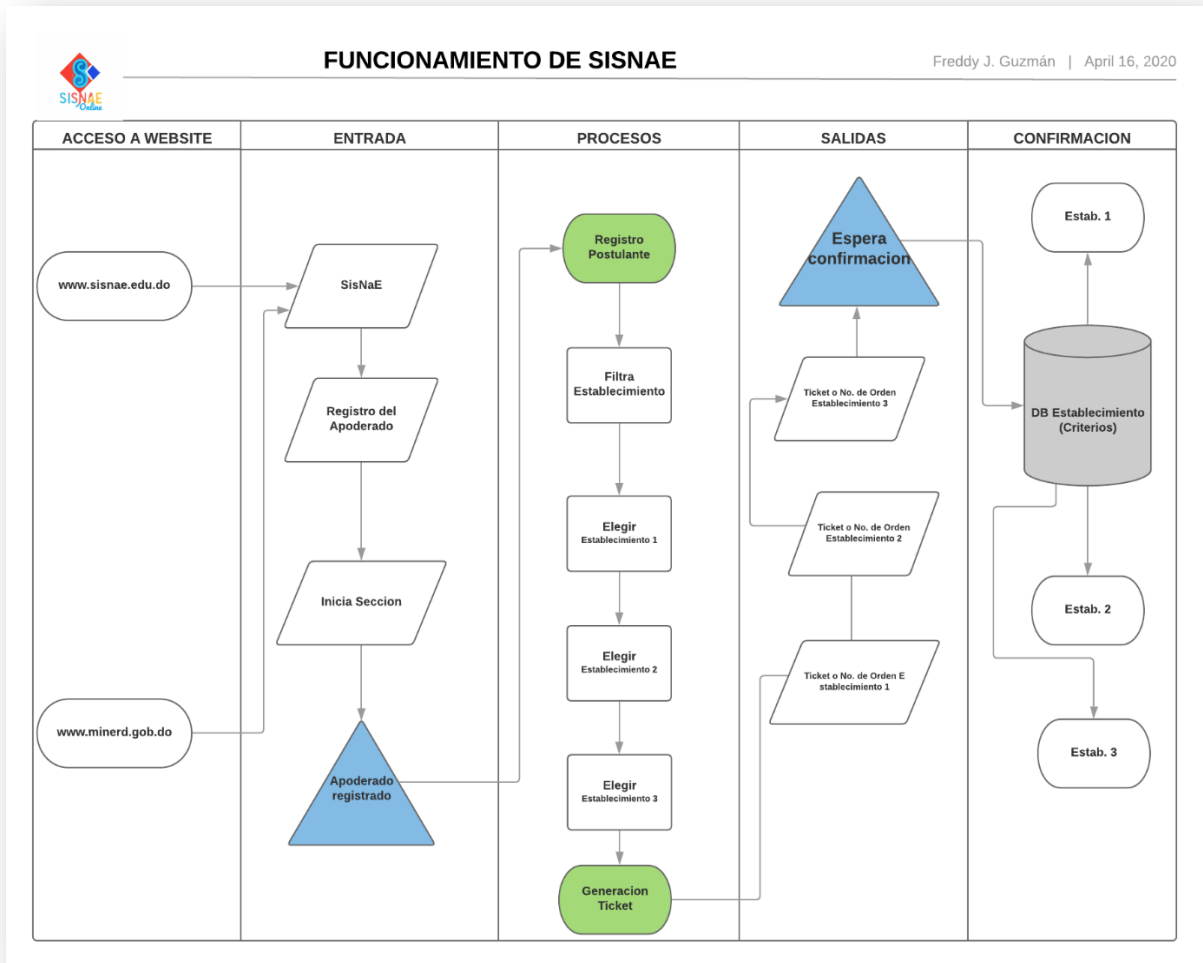 FUNCIONAMIENTO DE SISNAE
Freddy J. Guzmán | April 16, 2020
SISNAE
Online
ACCESO A WEBSITE
www.sisnae.edu.do
www.minerd.gob.do
ENTRADA
SisNaE
Registro del
Apoderado
Inicia Seccion
Apoderado
registrado
PROCESOS
Registro
Postulante
Filtra
Establecimiento
Elegir
Establecimiento 1
Elegir
Establecimiento 2
Elegir
Establecimiento 3
Generacion
Ticket
SALIDAS
Espera
confirmacion
Ticket o No. de Orden
Establecimiento 3
Ticket o No. de Orden
Establecimiento 2
Ticket o No. de Orden E
stablecimiento 1
CONFIRMACION
Estab. 1
DB Establecimiento
(Criterios)
Estab. 2
Estab. 3